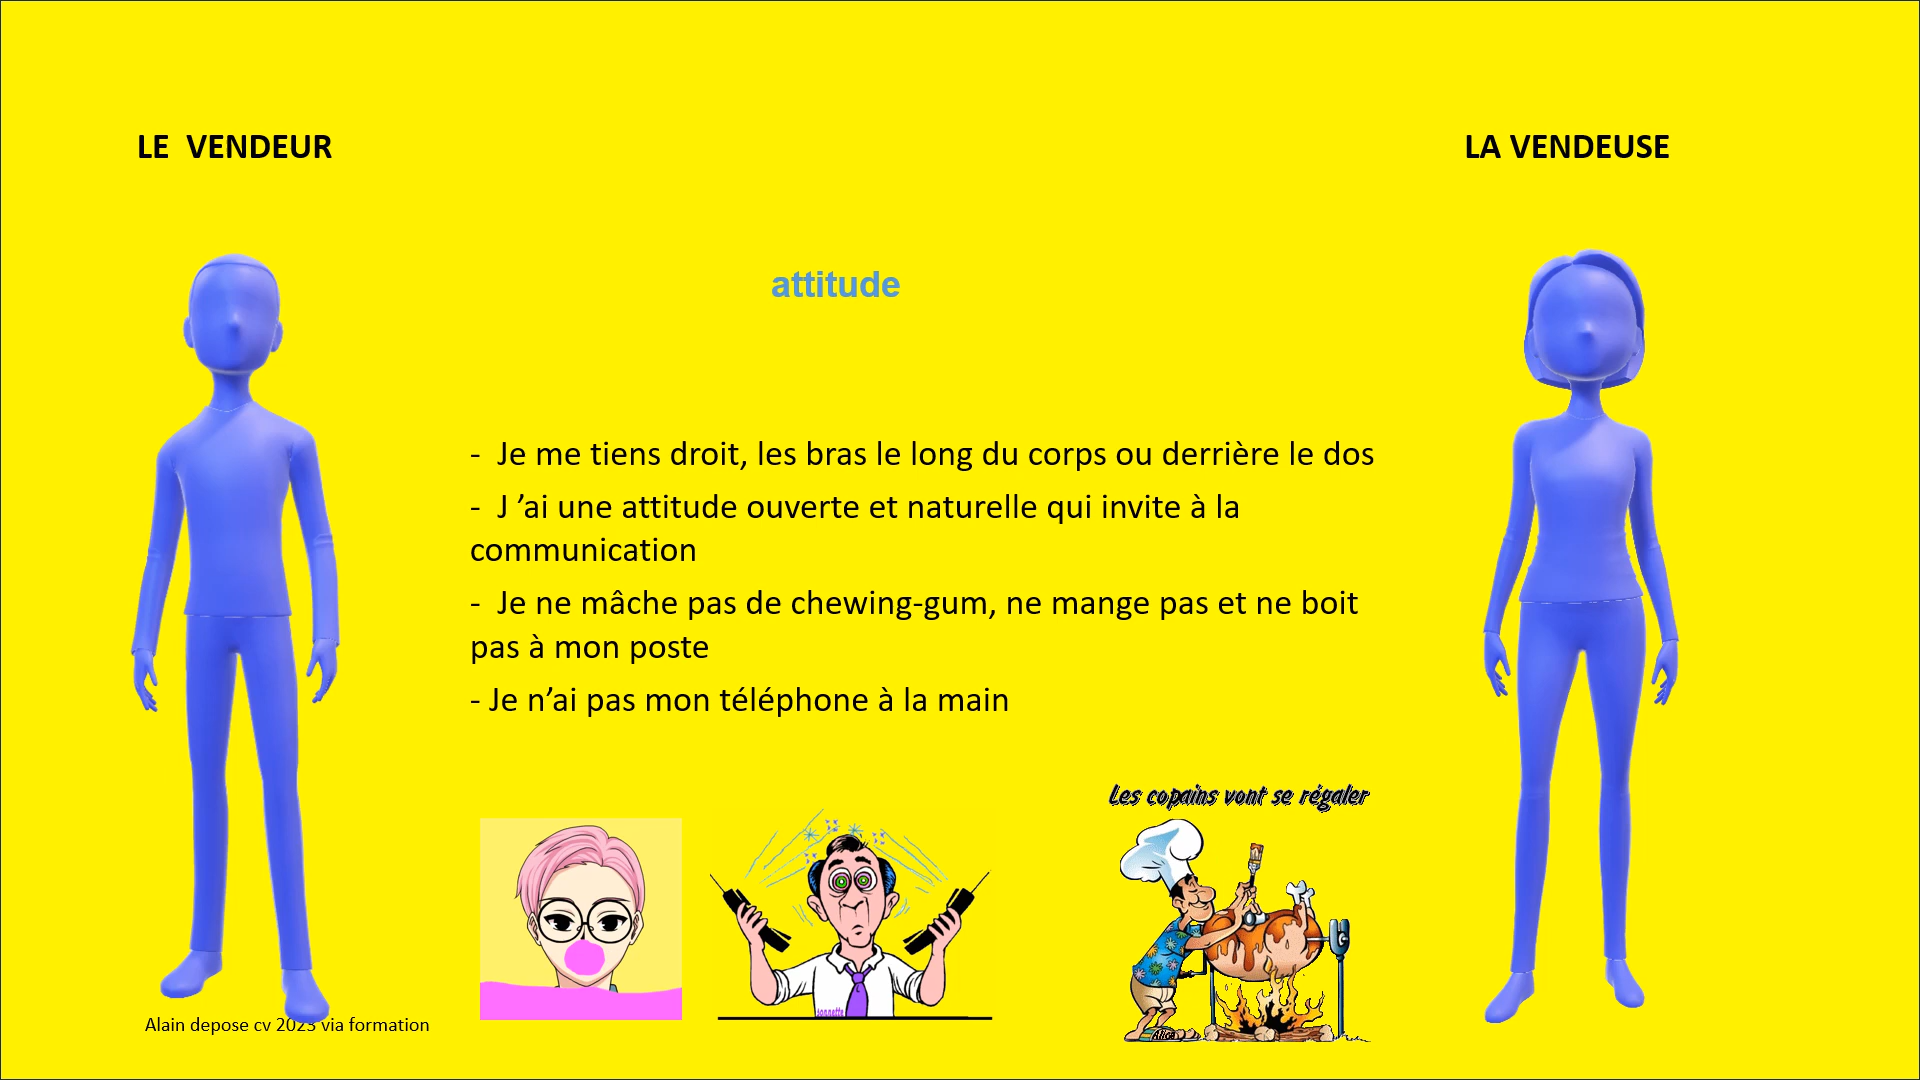 LE  VENDEUR
LA VENDEUSE
attitude
-  Je me tiens droit, les bras le long du corps ou derrière le dos
-  J ’ai une attitude ouverte et naturelle qui invite à la
communication
-  Je ne mâche pas de chewing-gum, ne mange pas et ne boit
pas à mon poste
- Je n’ai pas mon téléphone à la main
Les copains vont se régaler
Alain depose cv 2023 via formation